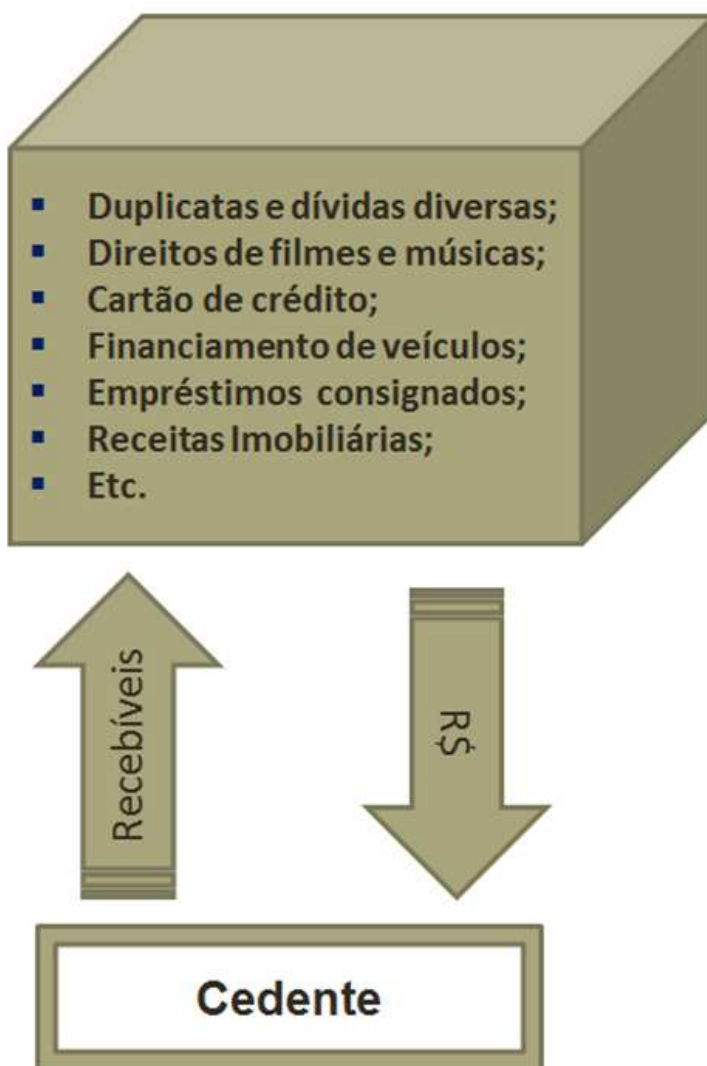 ▪ Duplicatas e dívidas diversas;
▪ Direitos de filmes e músicas;
▪ Cartão de crédito;
▪ Financiamento de veículos;
▪ Empréstimos consignados;
▪ Receitas Imobiliárias;
▪ Etc.
Recebíveis
R$
Cedente